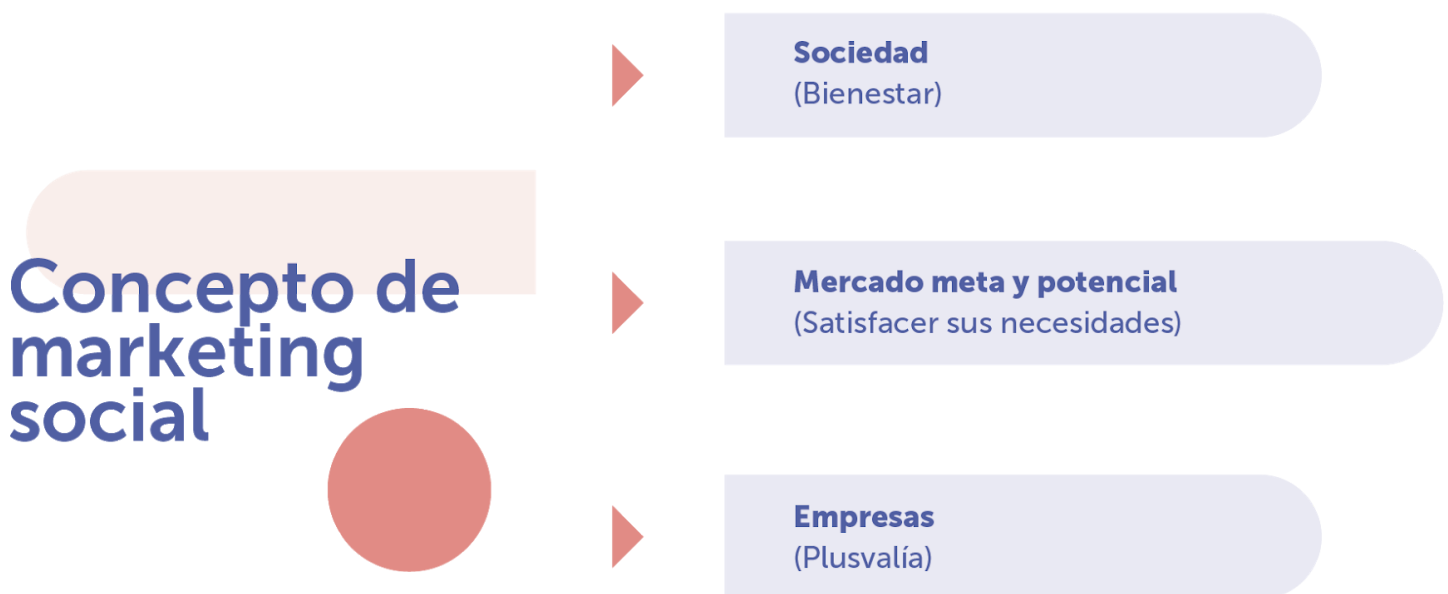 Concepto de
marketing
social
Sociedad
(Bienestar)
Mercado meta y potencial
(Satisfacer sus necesidades)
Empresas
(Plusvalía)